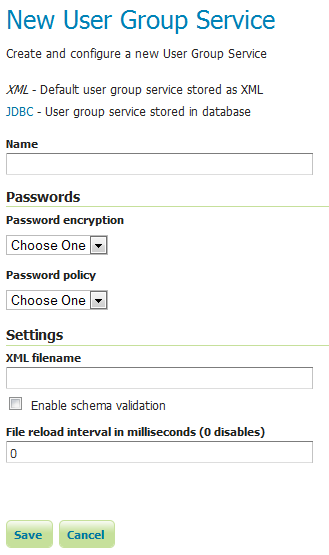 New User Group Service
Create and configure a new User Group Service
XML - Default user group service stored as XML
JDBC - User group service stored in database
Name
Passwords
Password encryption
Choose One
Password policy
Choose One
Settings
XML filename
Enable schema validation
File reload interval in milliseconds (0 disables)
0
Save Cancel